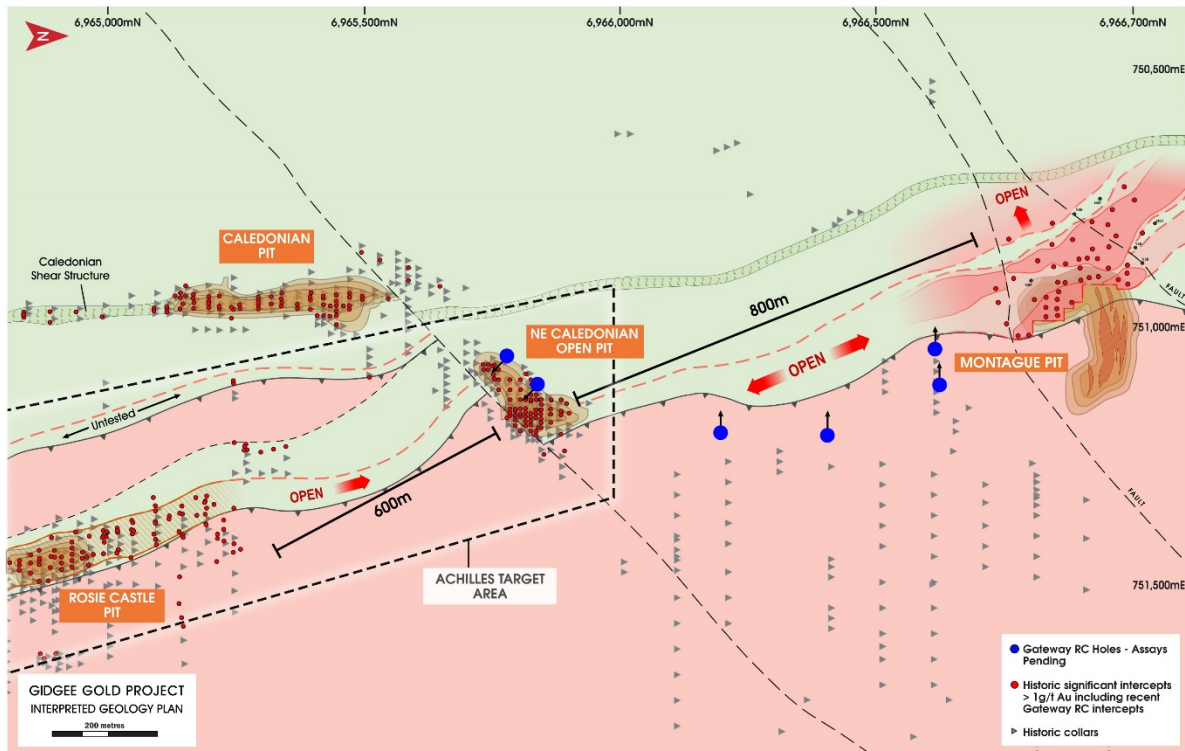 6,965,000mN
6,965,500mN
6,966,000mN
6,966,500mN
6,966,700mN
N
750,500mE
OPEN
CALEDONIAN
PIT
Caledonian
Shear Structure
800m
FAULT
NE CALEDONIAN
OPEN PIT
751,000mE
MONTAGUE PIT
OPEN
Untested
OPEN
600m
FAULT
ACHILLES TARGET
AREA
751,500mE
ROSIE CASTLE
PIT
GIDGEE GOLD PROJECT
INTERPRETED GEOLOGY PLAN
200 metres
Gateway RC Holes - Assays
Pending
Historic significant intercepts
> 1g/t Au including recent
Gateway RC intercepts
Historic collars